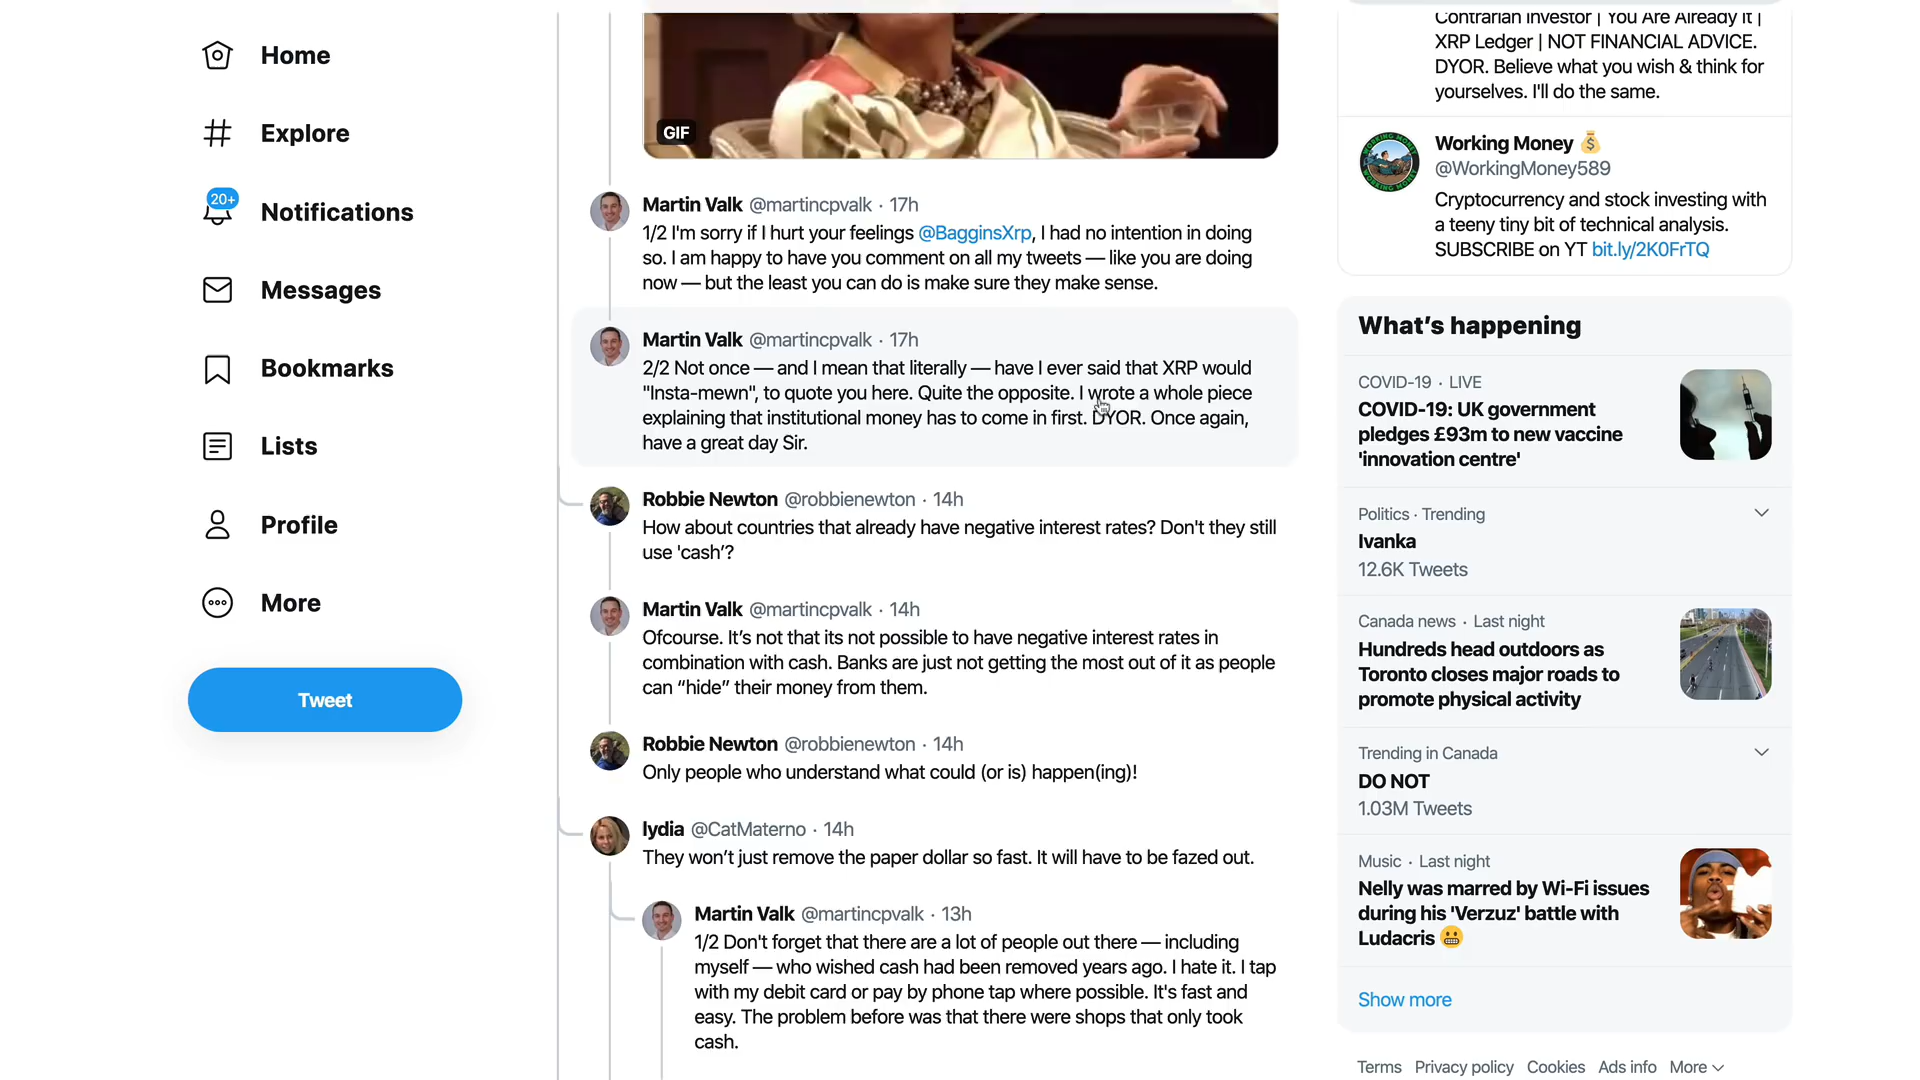 Home
Explore
20+
Notifications
Messages
Bookmarks
Lists
Profile
More
Tweet
GIF
Martin Valk @martincpvalk · 17h
1/2 I'm sorry if I hurt your feelings @BagginsXrp, I had no intention in doing
so. I am happy to have you comment on all my tweets — like you are doing
now — but the least you can do is make sure they make sense.
Martin Valk @martincpvalk · 17h
2/2 Not once — and I mean that literally — have I ever said that XRP would
"Insta-mewn", to quote you here. Quite the opposite. I wrote a whole piece
explaining that institutional money has to come in first. DYOR. Once again,
have a great day Sir.
Robbie Newton @robbienewton · 14h
How about countries that already have negative interest rates? Don't they still
use 'cash'?
Martin Valk @martincpvalk · 14h
Ofcourse. It’s not that its not possible to have negative interest rates in
combination with cash. Banks are just not getting the most out of it as people
can “hide” their money from them.
Robbie Newton @robbienewton · 14h
Only people who understand what could (or is) happen(ing)!
lydia @CatMaterno · 14h
They won’t just remove the paper dollar so fast. It will have to be fazed out.
Martin Valk @martincpvalk · 13h
1/2 Don't forget that there are a lot of people out there — including
myself — who wished cash had been removed years ago. I hate it. I tap
with my debit card or pay by phone tap where possible. It's fast and
easy. The problem before was that there were shops that only took
cash.
Contrarian Investor | You Are Already It |
XRP Ledger | NOT FINANCIAL ADVICE.
DYOR. Believe what you wish & think for
yourselves. I'll do the same.
WORKING MONEY
Working Money 💰
@WorkingMoney589
Cryptocurrency and stock investing with
a teeny tiny bit of technical analysis.
SUBSCRIBE on YT bit.ly/2K0FrTQ
What’s happening
COVID-19 · LIVE
COVID-19: UK government
pledges £93m to new vaccine
'innovation centre'
Politics · Trending
Ivanka
12.6K Tweets
Canada news · Last night
Hundreds head outdoors as
Toronto closes major roads to
promote physical activity
Trending in Canada
DO NOT
1.03M Tweets
Music · Last night
Nelly was marred by Wi-Fi issues
during his 'Verzuz' battle with
Ludacris 😬
Show more
Terms Privacy policy Cookies Ads info More